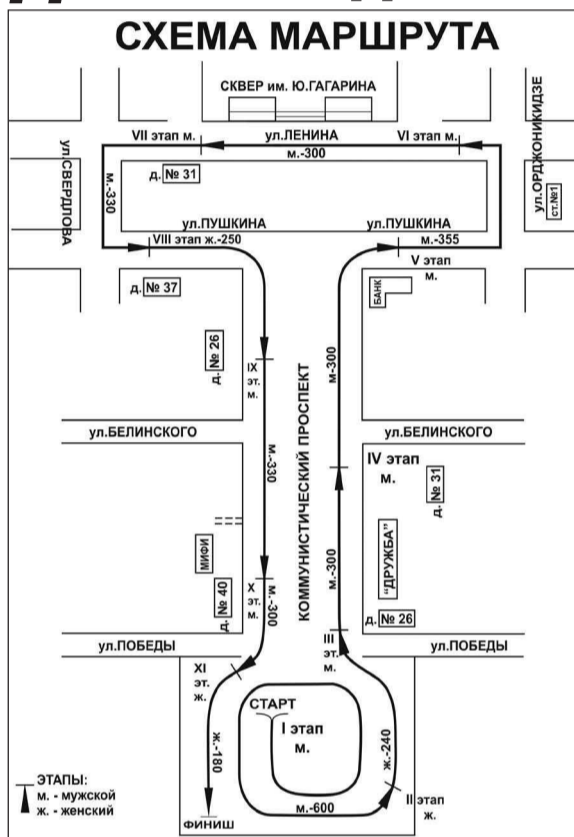 СХЕМА МАРШРУТА
СКВЕР им. Ю.ГАГАРИНА
VII этап м.
ул.ЛЕНИНА
VI этап м.
м.-300
ул.СВЕРДЛОВА
ул.ОРДЖОНИКИДЗЕ
ст.№1
м.-330
д. № 31
ул.ПУШКИНА
ул.ПУШКИНА
VIII этап ж.-250
м.-355
V этап
м.
д. № 37
БАНК
д. № 26
IX
эт.
м.
м-300
КОММУНИСТИЧЕСКИЙ ПРОСПЕКТ
ул.БЕЛИНСКОГО
ул.БЕЛИНСКОГО
м.-330
IV этап
м.
д. № 31
МИФИ
"ДРУЖБА"
м.-300
д. № 40
X
эт.
м.
м.-300
д. № 26
ул.ПОБЕДЫ
III
эт.
м.
ул.ПОБЕДЫ
XI
эт.
ж.
СТАРТ
I этап
м.
ж.-180
ж.-240
ЭТАПЫ:
м. - мужской
ж. - женский
м.-600
II этап
ж.
ФИНИШ